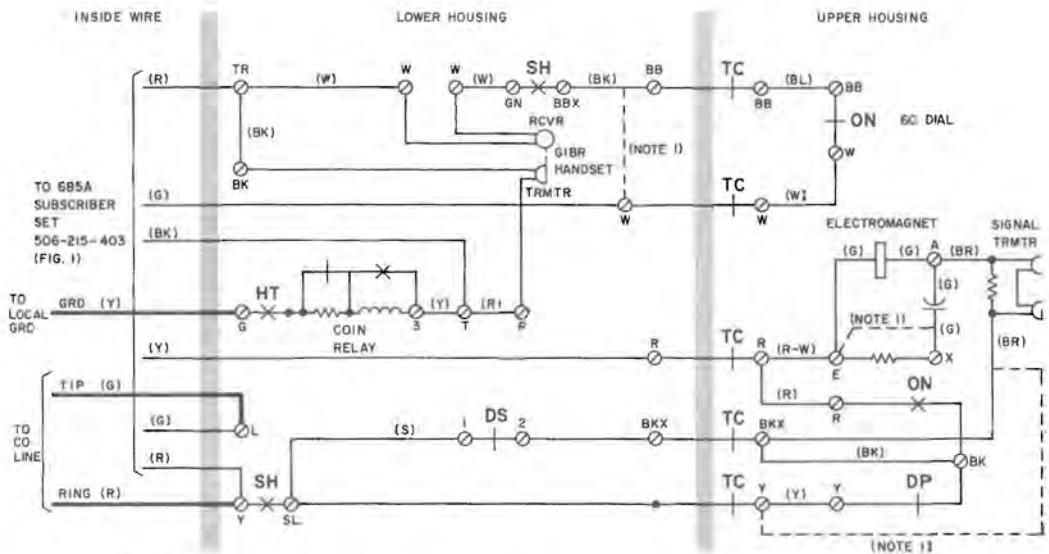 INSIDE WIRE LOWER HOUSING UPPER HOUSING
(R) TR (W) W W (W) SH (BK) BB TC (BL) BB
GN BBX BB
ON 6C DIAL
(BK) RCVR (NOTE 1) W
G1BR
HANDSET
BK TRMTR
TO 685A
SUBSCRIBER
SET
506-215-403
(FIG. 1)
(G) W TC W (W)
(BK)
ELECTROMAGNET SIGNAL
TRMTR
(G) (G) A (BR)
(G)
TO
LOCAL
GRD
GRD (Y) G HT 3 (Y) T (R) R
COIN
RELAY
(NOTE 1) (G)
(BR)
(Y) R TC R (R-W) E X
(R) R ON
TIP (G)
TO
CO
LINE
(G) L (S) 1 DS 2 BKX TC BKX
(BK) BK
(R)
RING (R) Y SH SL TC Y (Y) Y DP
(NOTE 1)